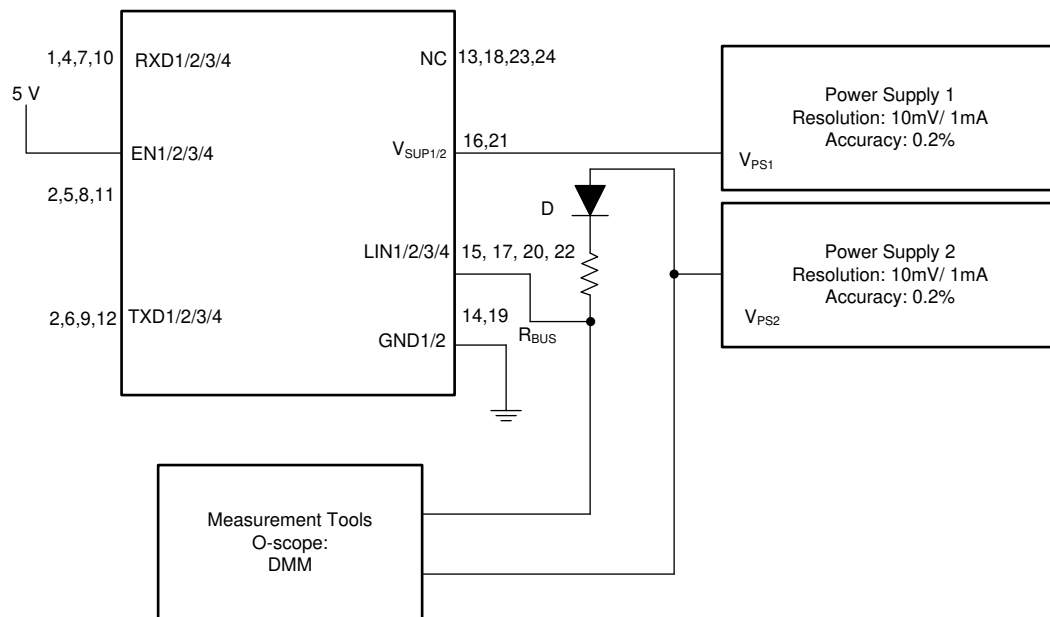 1,4,7,10
RXD1/2/3/4
NC
13,18,23,24
5 V
EN1/2/3/4
V_SUP1/2
16,21
2,5,8,11
D
LIN1/2/3/4
15, 17, 20, 22
2,6,9,12
TXD1/2/3/4
14,19
GND1/2
R_BUS
Power Supply 1
Resolution: 10mV/ 1mA
Accuracy: 0.2%
V_PS1
Power Supply 2
Resolution: 10mV/ 1mA
Accuracy: 0.2%
V_PS2
Measurement Tools
O-scope:
DMM